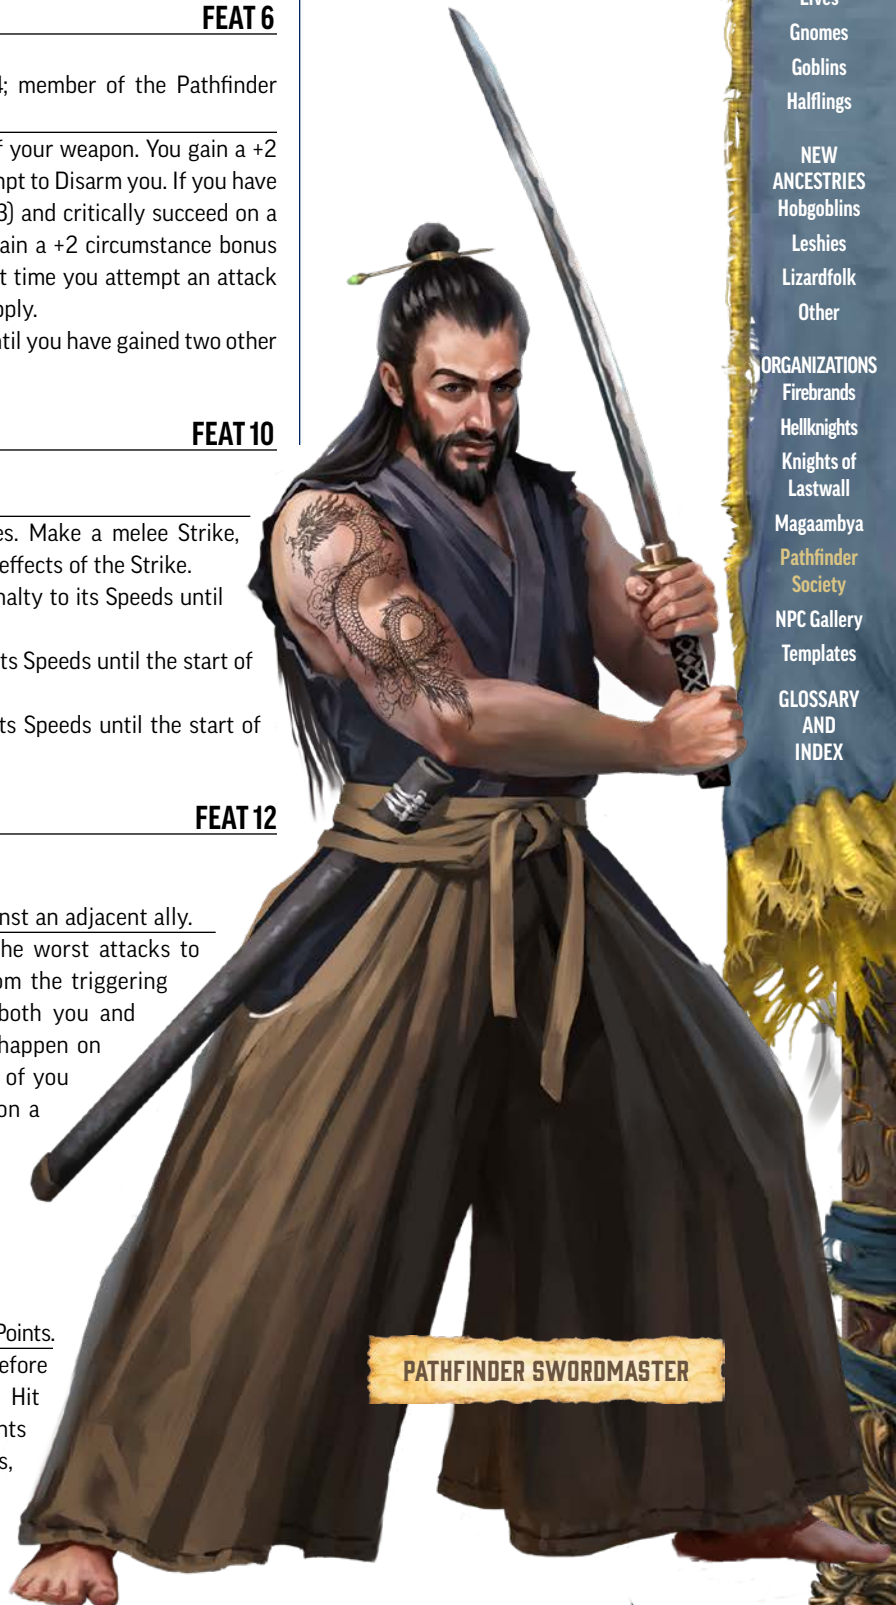 FEAT 6
; member of the Pathfinder
your weapon. You gain a +2
mpt to Disarm you. If you have
3) and critically succeed on a
ain a +2 circumstance bonus
t time you attempt an attack
pply.
ntil you have gained two other
FEAT 10
es. Make a melee Strike,
effects of the Strike.
nalty to its Speeds until
ts Speeds until the start of
ts Speeds until the start of
FEAT 12
nst an adjacent ally.
he worst attacks to
om the triggering
both you and
happen on
of you
on a
Points.
efore
Hit
nts
s,
PATHFINDER SWORDMASTER
Elves
Gnomes
Goblins
Halflings
NEW
ANCESTRIES
Hobgoblins
Leshies
Lizardfolk
Other
ORGANIZATIONS
Firebrands
Hellknights
Knights of
Lastwall
Magaambya
Pathfinder
Society
NPC Gallery
Templates
GLOSSARY
AND
INDEX